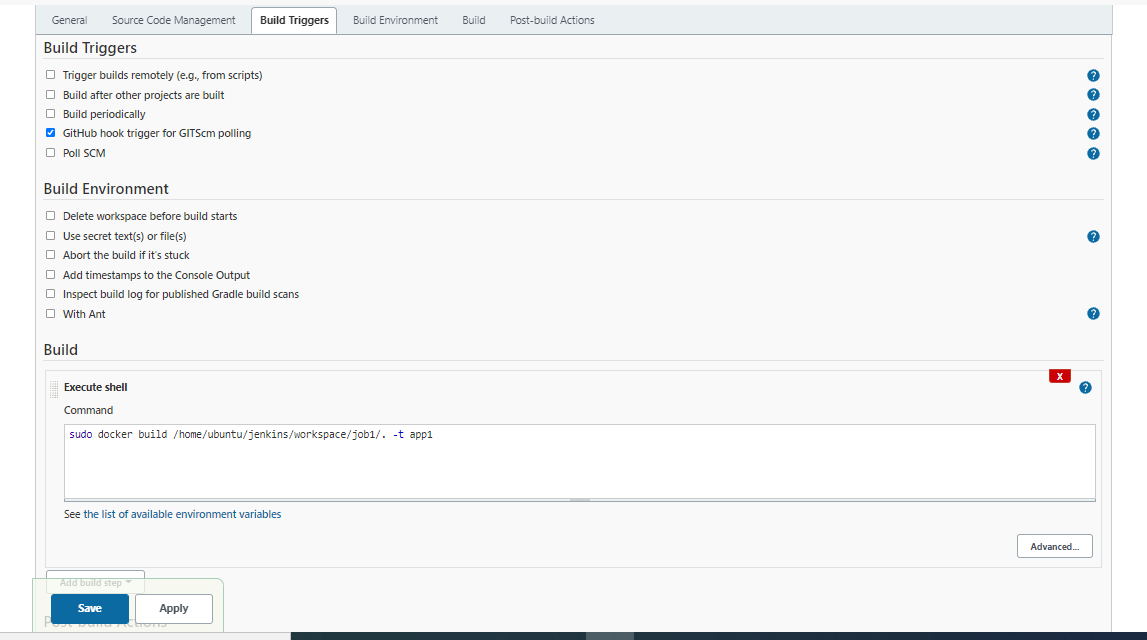 General Source Code Management Build Triggers Build Environment Build Post-build Actions
Build Triggers
Trigger builds remotely (e.g., from scripts) ?
Build after other projects are built ?
Build periodically ?
GitHub hook trigger for GITScm polling ?
Poll SCM ?
Build Environment
Delete workspace before build starts
Use secret text(s) or file(s) ?
Abort the build if it's stuck
Add timestamps to the Console Output
Inspect build log for published Gradle build scans
With Ant ?
Build
X
Execute shell ?
Command
sudo docker build /home/ubuntu/jenkins/workspace/job1/. -t app1
See the list of available environment variables
Advanced...
Add build step
Save Apply
Post-build Actions